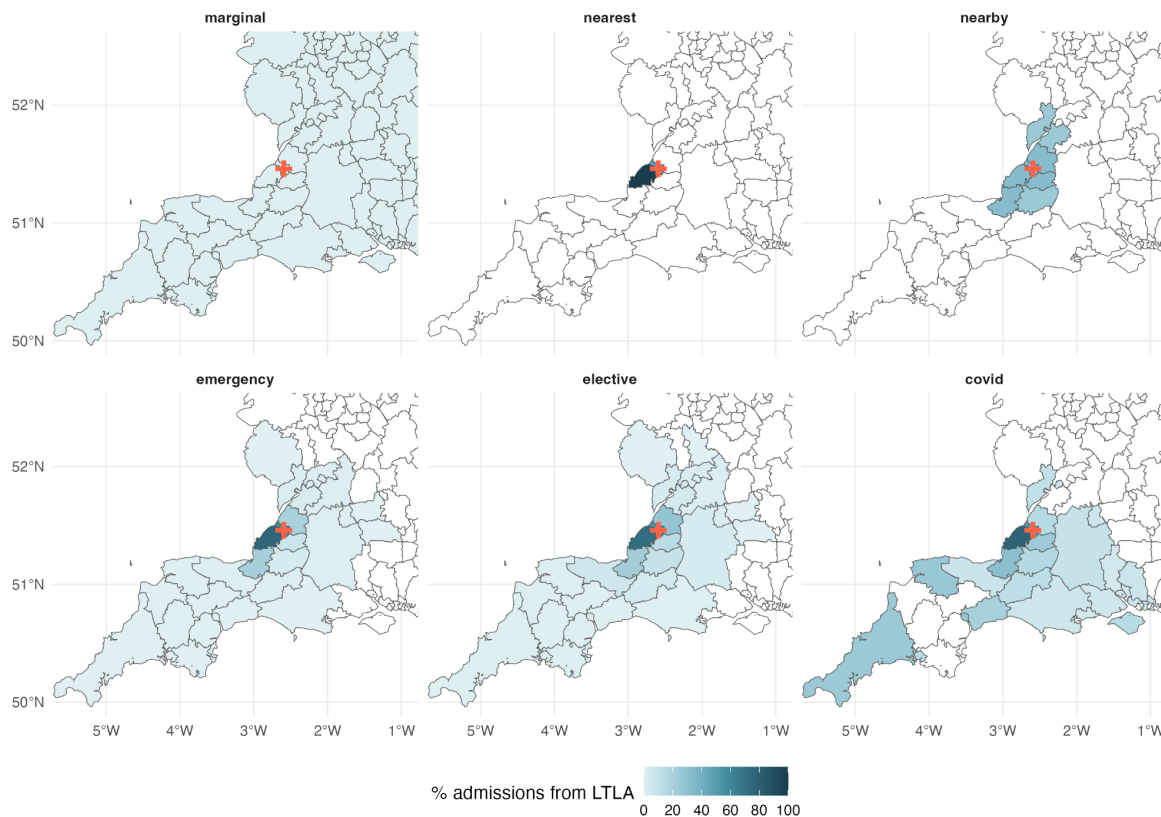 marginal nearest nearby
52°N
51°N
50°N
emergency elective covid
52°N
51°N
50°N
5°W 4°W 3°W 2°W 1°W 5°W 4°W 3°W 2°W 1°W 5°W 4°W 3°W 2°W 1°W
% admissions from LTLA
0 20 40 60 80 100